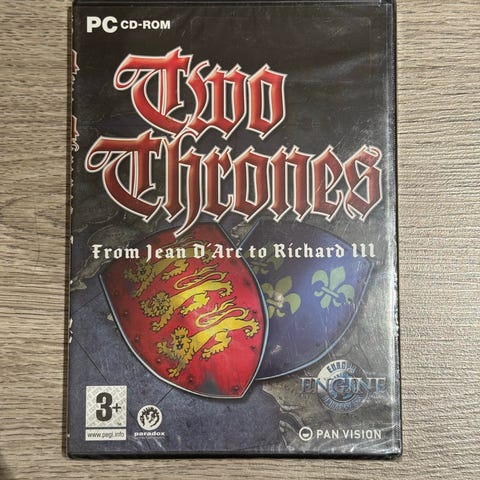 PC CD-ROM
Two
Thrones
From Jean D'Arc to Richard III
EUROPA
ENGINE
3+
www.pegi.info
paradox
PAN VISION